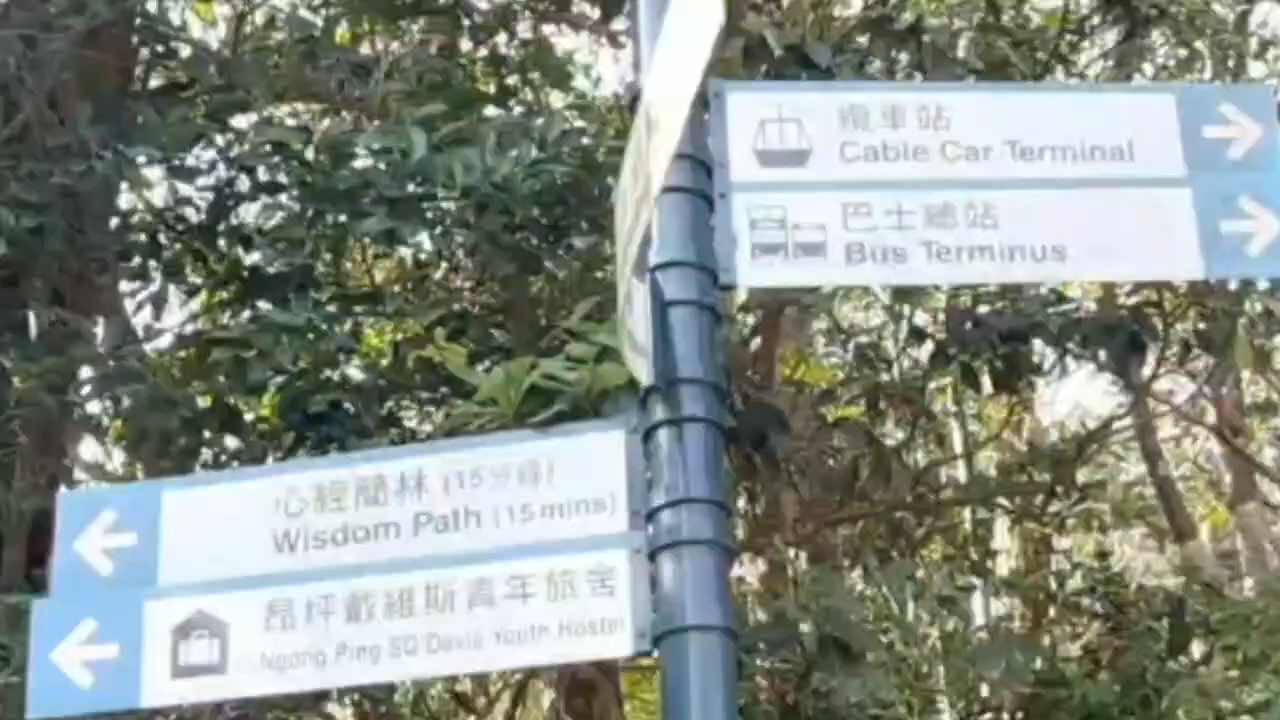 纜車站
Cable Car Terminal
巴士總站
Bus Terminus
心經簡林 (15分鐘)
Wisdom Path (15 mins)
昂坪戴維斯青年旅舍
Ngong Ping SG Davis Youth Hostel